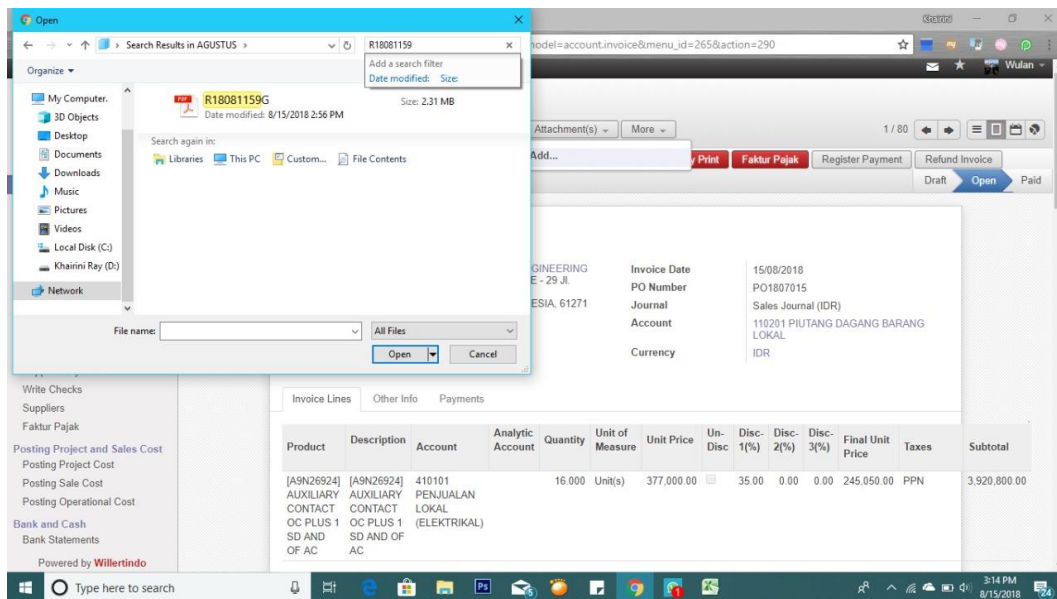 Open
Khairini
Search Results in AGUSTUS
R18081159
model=account.invoice&menu_id=265&action=290
Add a search filter
Date modified: Size:
Organize
Wulan
My Computer.
3D Objects
Desktop
Documents
Downloads
Music
Pictures
Videos
Local Disk (C:)
Khairini Ray (D:)
Network
R18081159G
Date modified: 8/15/2018 2:56 PM
Size: 2.31 MB
Search again in:
Libraries This PC Custom... File Contents
File name:
All Files
Open Cancel
Attachment(s) More
1 / 80
Add...
Print Faktur Pajak Register Payment Refund Invoice
Draft Open Paid
GINEERING
E - 29 Jl.
ESIA, 61271
Invoice Date 15/08/2018
PO Number PO1807015
Journal Sales Journal (IDR)
Account 110201 PIUTANG DAGANG BARANG
LOKAL
Currency IDR
Write Checks
Suppliers
Faktur Pajak
Posting Project and Sales Cost
Posting Project Cost
Posting Sale Cost
Posting Operational Cost
Bank and Cash
Bank Statements
Powered by Willertindo
Invoice Lines Other Info Payments
Product Description Account Analytic Account Quantity Unit of Measure Unit Price Un-Disc Disc-1(%) Disc-2(%) Disc-3(%) Final Unit Price Taxes Subtotal
[A9N26924] [A9N26924] 410101 16.000 Unit(s) 377,000.00 35.00 0.00 0.00 245,050.00 PPN 3,920,800.00
AUXILIARY AUXILIARY PENJUALAN
CONTACT CONTACT LOKAL
OC PLUS 1 OC PLUS 1 (ELEKTRIKAL)
SD AND SD AND OF
OF AC AC
Type here to search
3:14 PM
8/15/2018